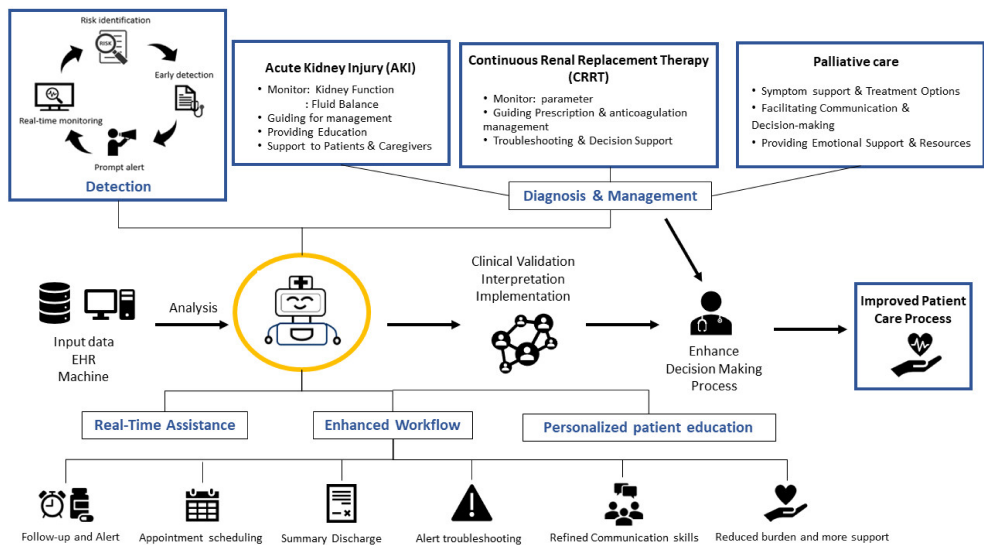 Risk identification
RISK
Early detection
Real-time monitoring
Prompt alert
Detection
Acute Kidney Injury (AKI)
• Monitor: Kidney Function
: Fluid Balance
• Guiding for management
• Providing Education
• Support to Patients & Caregivers
Continuous Renal Replacement Therapy
(CRRT)
• Monitor: parameter
• Guiding Prescription & anticoagulation
management
• Troubleshooting & Decision Support
Palliative care
• Symptom support & Treatment Options
• Facilitating Communication &
Decision-making
• Providing Emotional Support & Resources
Diagnosis & Management
Input data
EHR
Machine
Analysis
Clinical Validation
Interpretation
Implementation
Enhance
Decision Making
Process
Improved Patient
Care Process
Real-Time Assistance
Enhanced Workflow
Personalized patient education
Follow-up and Alert
Appointment scheduling
Summary Discharge
Alert troubleshooting
Refined Communication skills
Reduced burden and more support